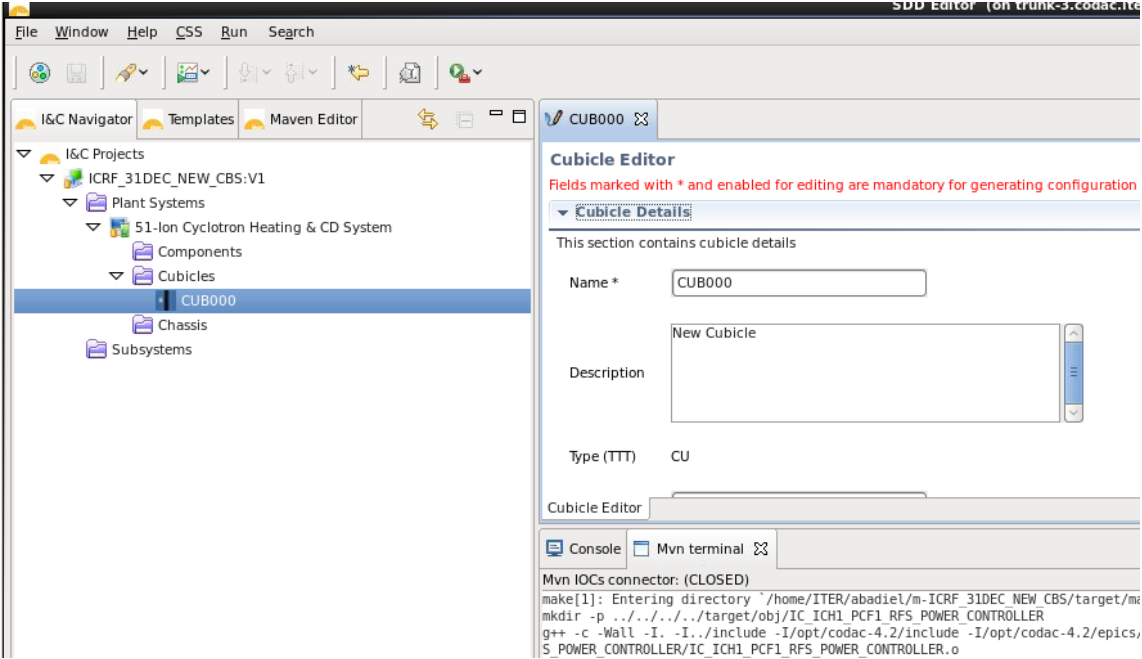 SDD Editor (on trunk-3.codac.ite
File Window Help CSS Run Search
I&C Navigator Templates Maven Editor
CUB000
I&C Projects
ICRF_31DEC_NEW_CBS:V1
Plant Systems
51-Ion Cyclotron Heating & CD System
Components
Cubicles
CUB000
Chassis
Subsystems
Cubicle Editor
Fields marked with * and enabled for editing are mandatory for generating configuration
Cubicle Details
This section contains cubicle details
Name *
CUB000
Description
New Cubicle
Type (TTT)
CU
Cubicle Editor
Console Mvn terminal
Mvn IOCs connector: (CLOSED)
make[1]: Entering directory `/home/ITER/abadiel/m-ICRF_31DEC_NEW_CBS/target/ma
mkdir -p ../../../../target/obj/IC_ICH1_PCF1_RFS_POWER_CONTROLLER
g++ -c -Wall -I. -I../include -I/opt/codac-4.2/include -I/opt/codac-4.2/epics/
S_POWER_CONTROLLER/IC_ICH1_PCF1_RFS_POWER_CONTROLLER.o